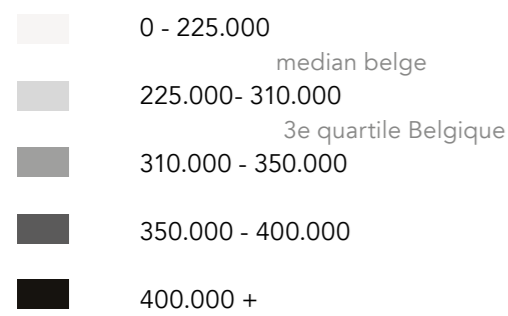 0 - 225.000
median belge
225.000- 310.000
3e quartile Belgique
310.000 - 350.000
350.000 - 400.000
400.000 +